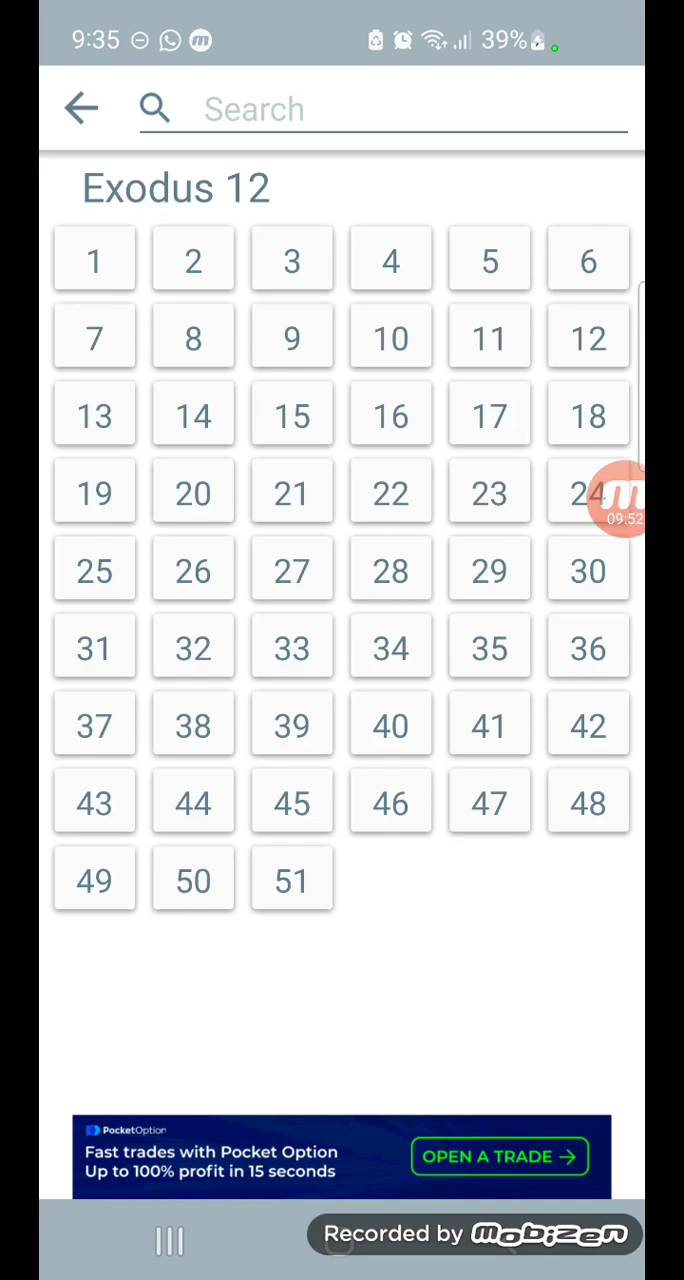 9:35 39%
Search
Exodus 12
1 2 3 4 5 6
7 8 9 10 11 12
13 14 15 16 17 18
19 20 21 22 23 24
09:52
25 26 27 28 29 30
31 32 33 34 35 36
37 38 39 40 41 42
43 44 45 46 47 48
49 50 51
PocketOption
Fast trades with Pocket Option
Up to 100% profit in 15 seconds
OPEN A TRADE →
Recorded by Mobizen